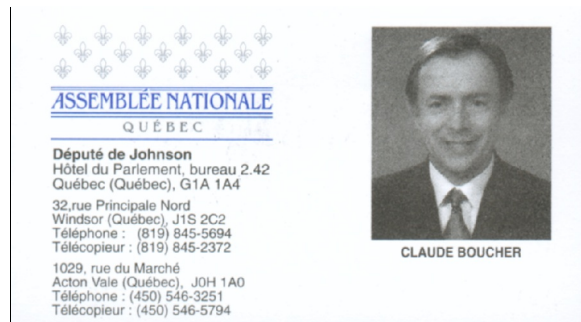 ASSEMBLÉE NATIONALE
QUÉBEC
Député de Johnson
Hôtel du Parlement, bureau 2.42
Québec (Québec), G1A 1A4
32,rue Principale Nord
Windsor (Québec), J1S 2C2
Téléphone : (819) 845-5694
Télécopieur : (819) 845-2372
1029, rue du Marché
Acton Vale (Québec), J0H 1A0
Téléphone : (450) 546-3251
Télécopieur : (450) 546-5794
CLAUDE BOUCHER